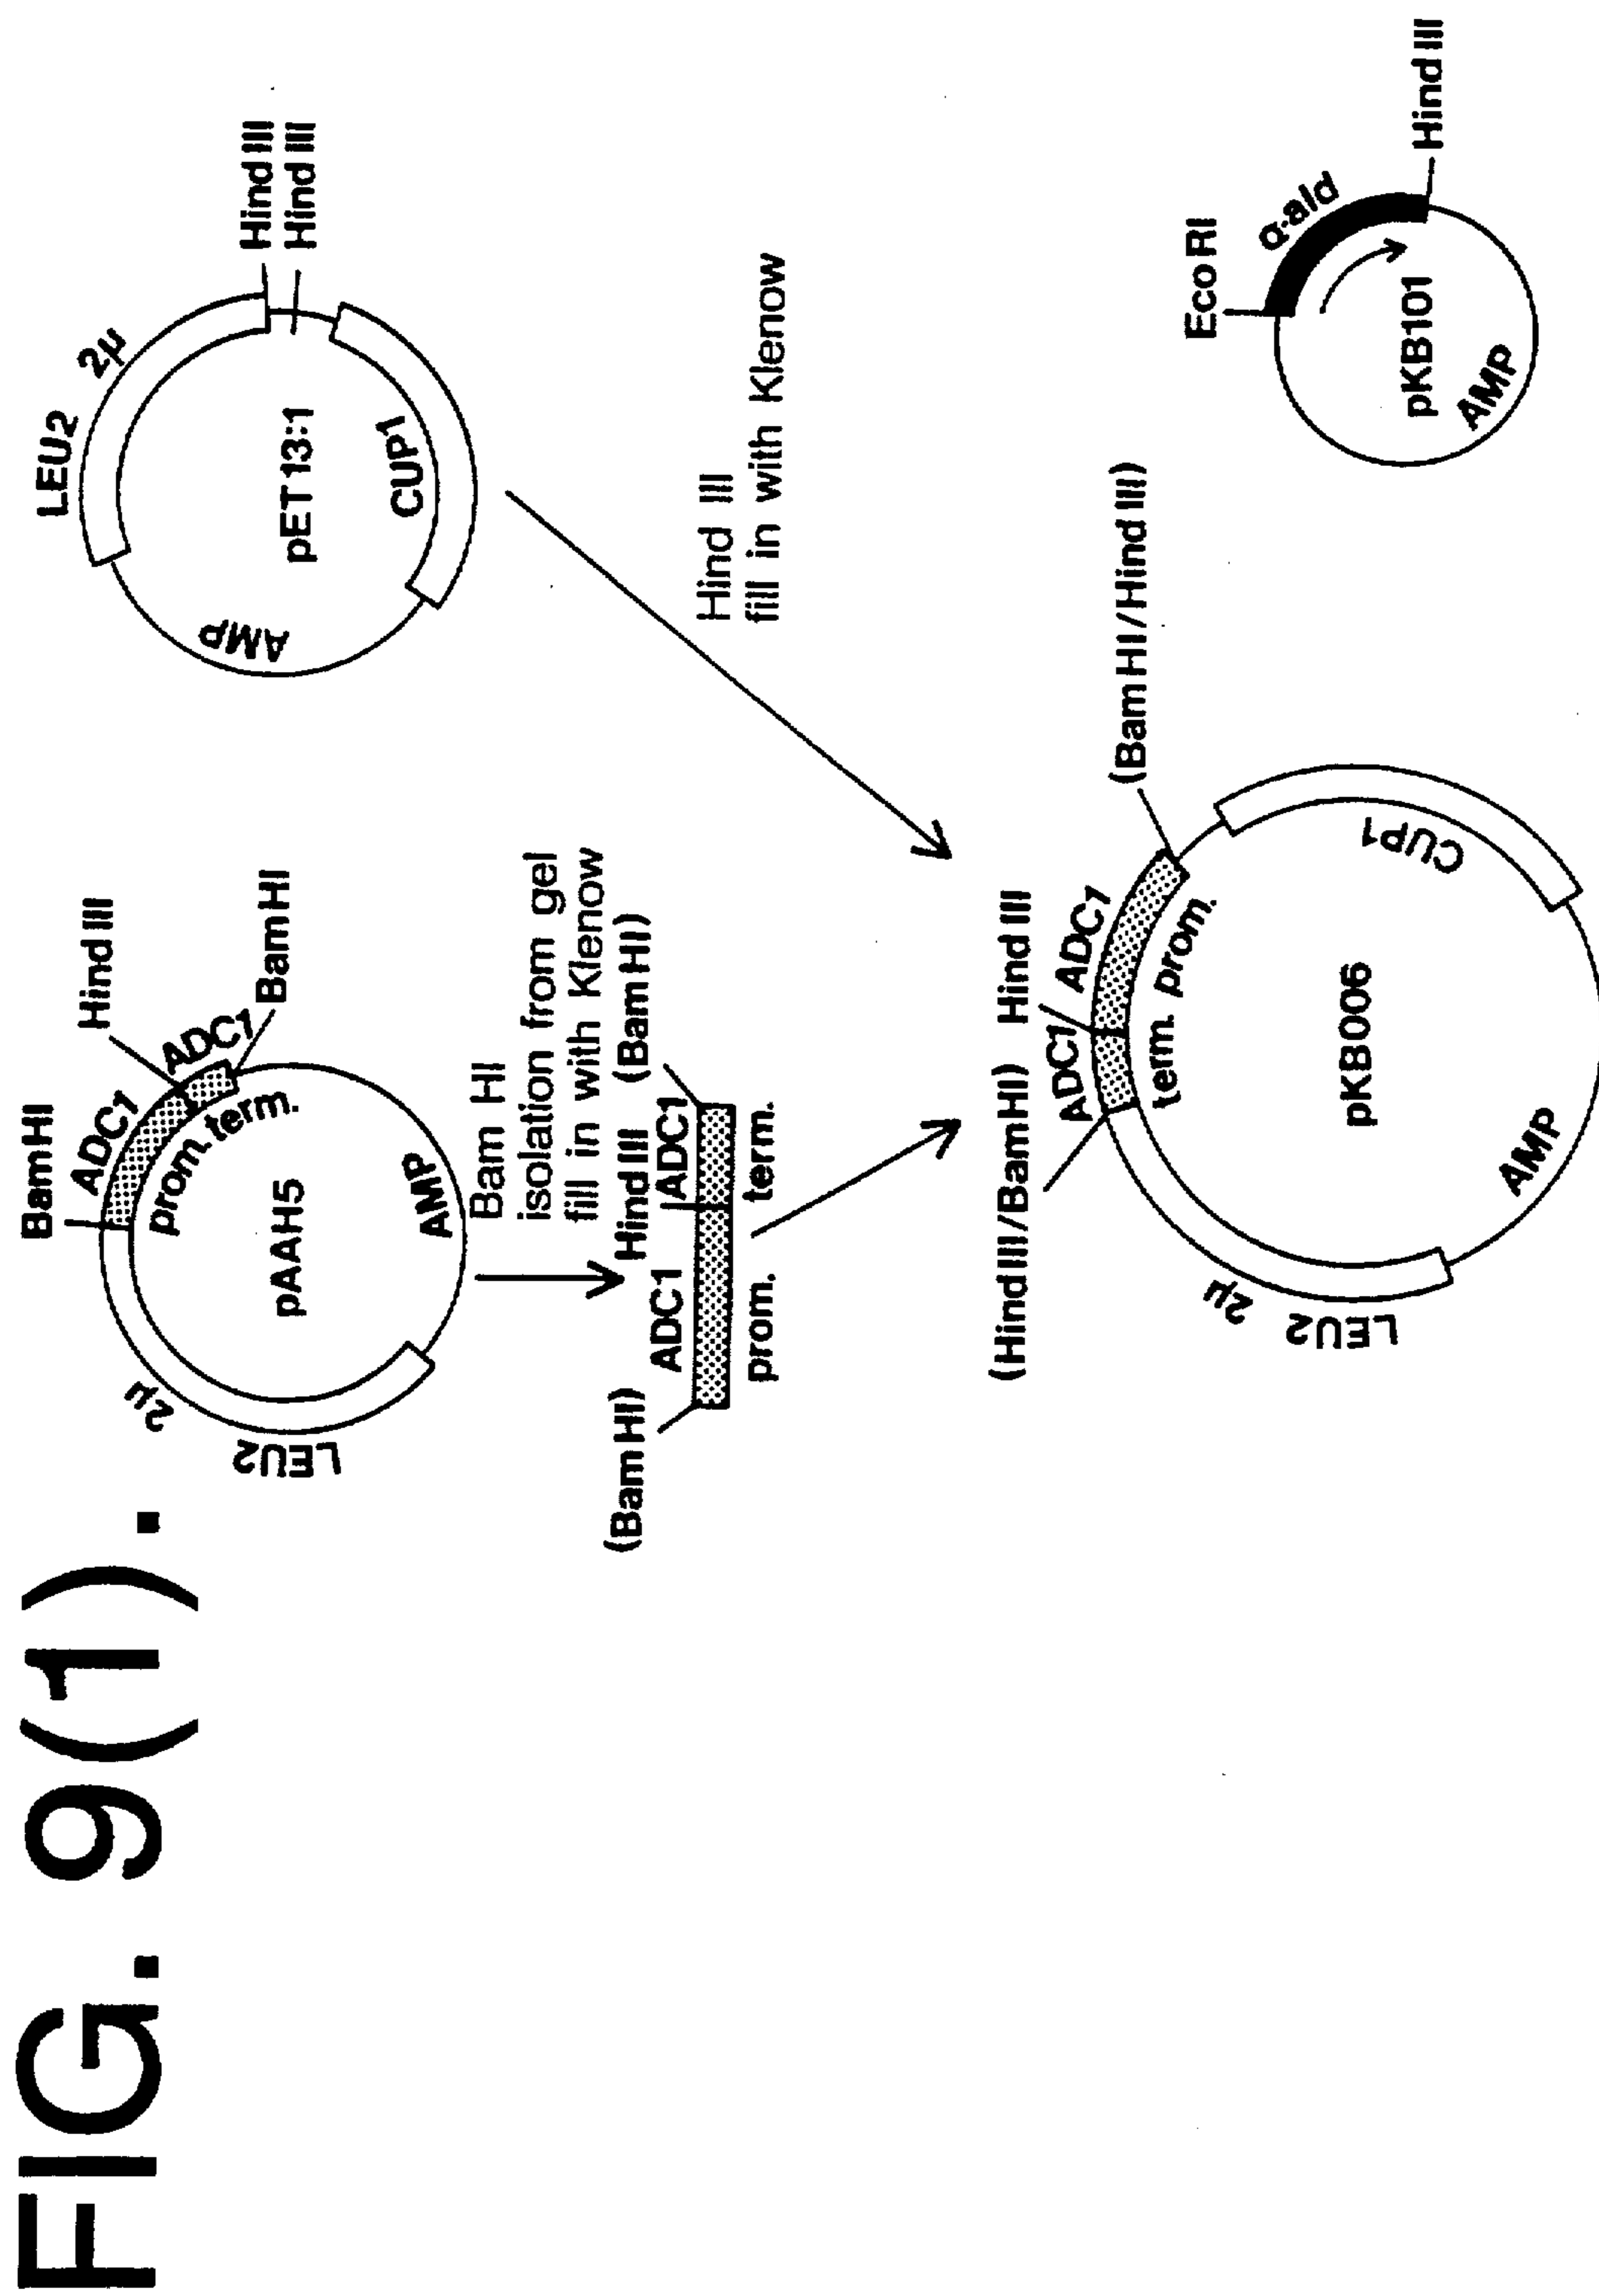 FIG. 9(1).
BamHI
ADC1
Hind III
ADC1
BamHI
prom.
term.
2μ
LEU2
pAAH5
AMP
LEU2
2μ
Hind III
Hind III
pET13:1
AMP
CUP1
Bam HI
isolation from gel
fill in with Klenow
(BamHI)
ADC1
Hind III
ADC1
(Bam HI)
prom.
term.
Hind III
fill in with Klenow
(Hind III/BamHI)
Hind III
(BamHI/Hind III)
ADC1/ADC1
term.
prom.
2μ
LEU2
CUP1
pKB006
AMP
EcoRI
α-ald
Hind III
pKB101
AMP